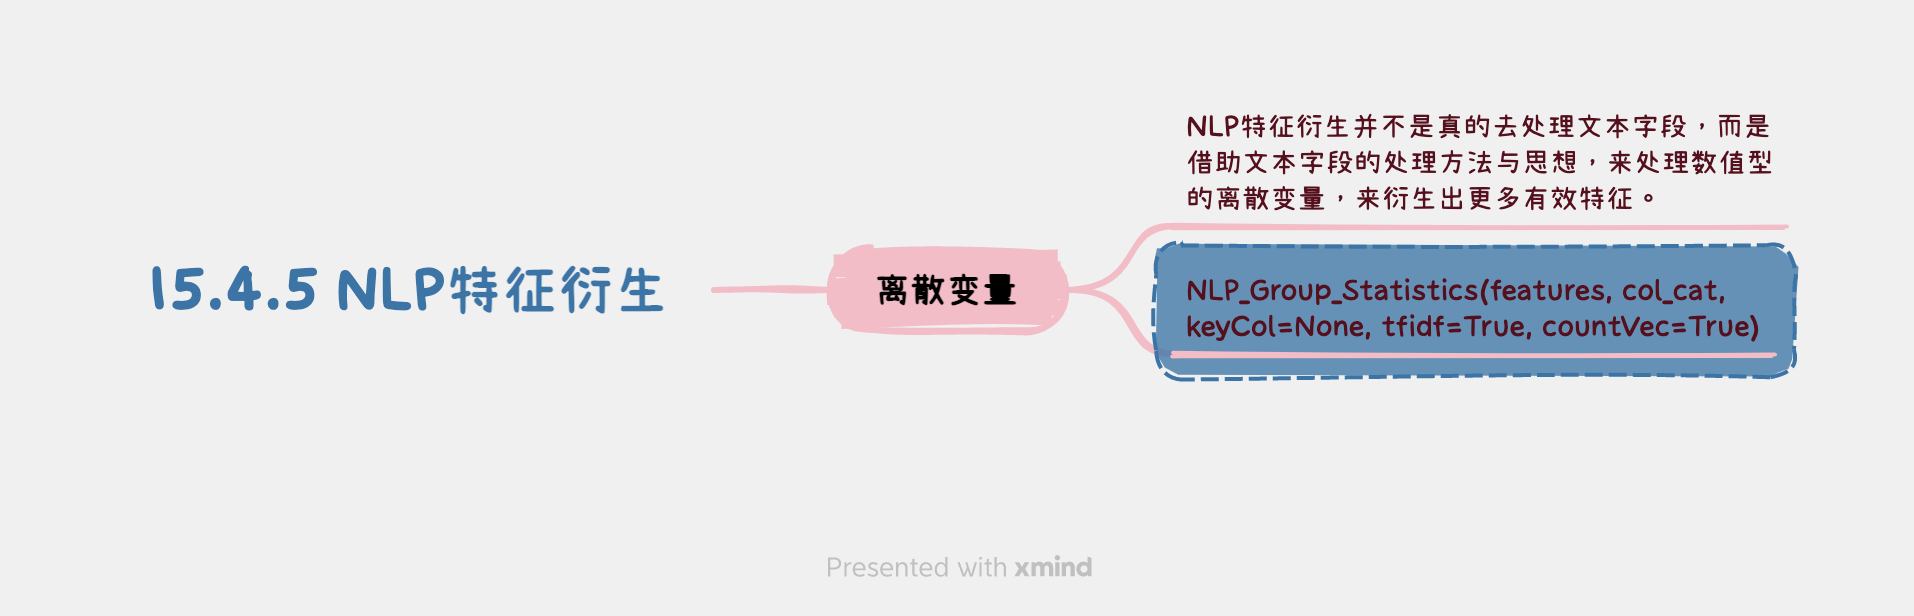 15.4.5 NLP特征衍生
离散变量
NLP特征衍生并不是真的去处理文本字段，而是
借助文本字段的处理方法与思想，来处理数值型
的离散变量，来衍生出更多有效特征。
NLP_Group_Statistics(features, col_cat,
keyCol=None, tfidf=True, countVec=True)
Presented with xmind